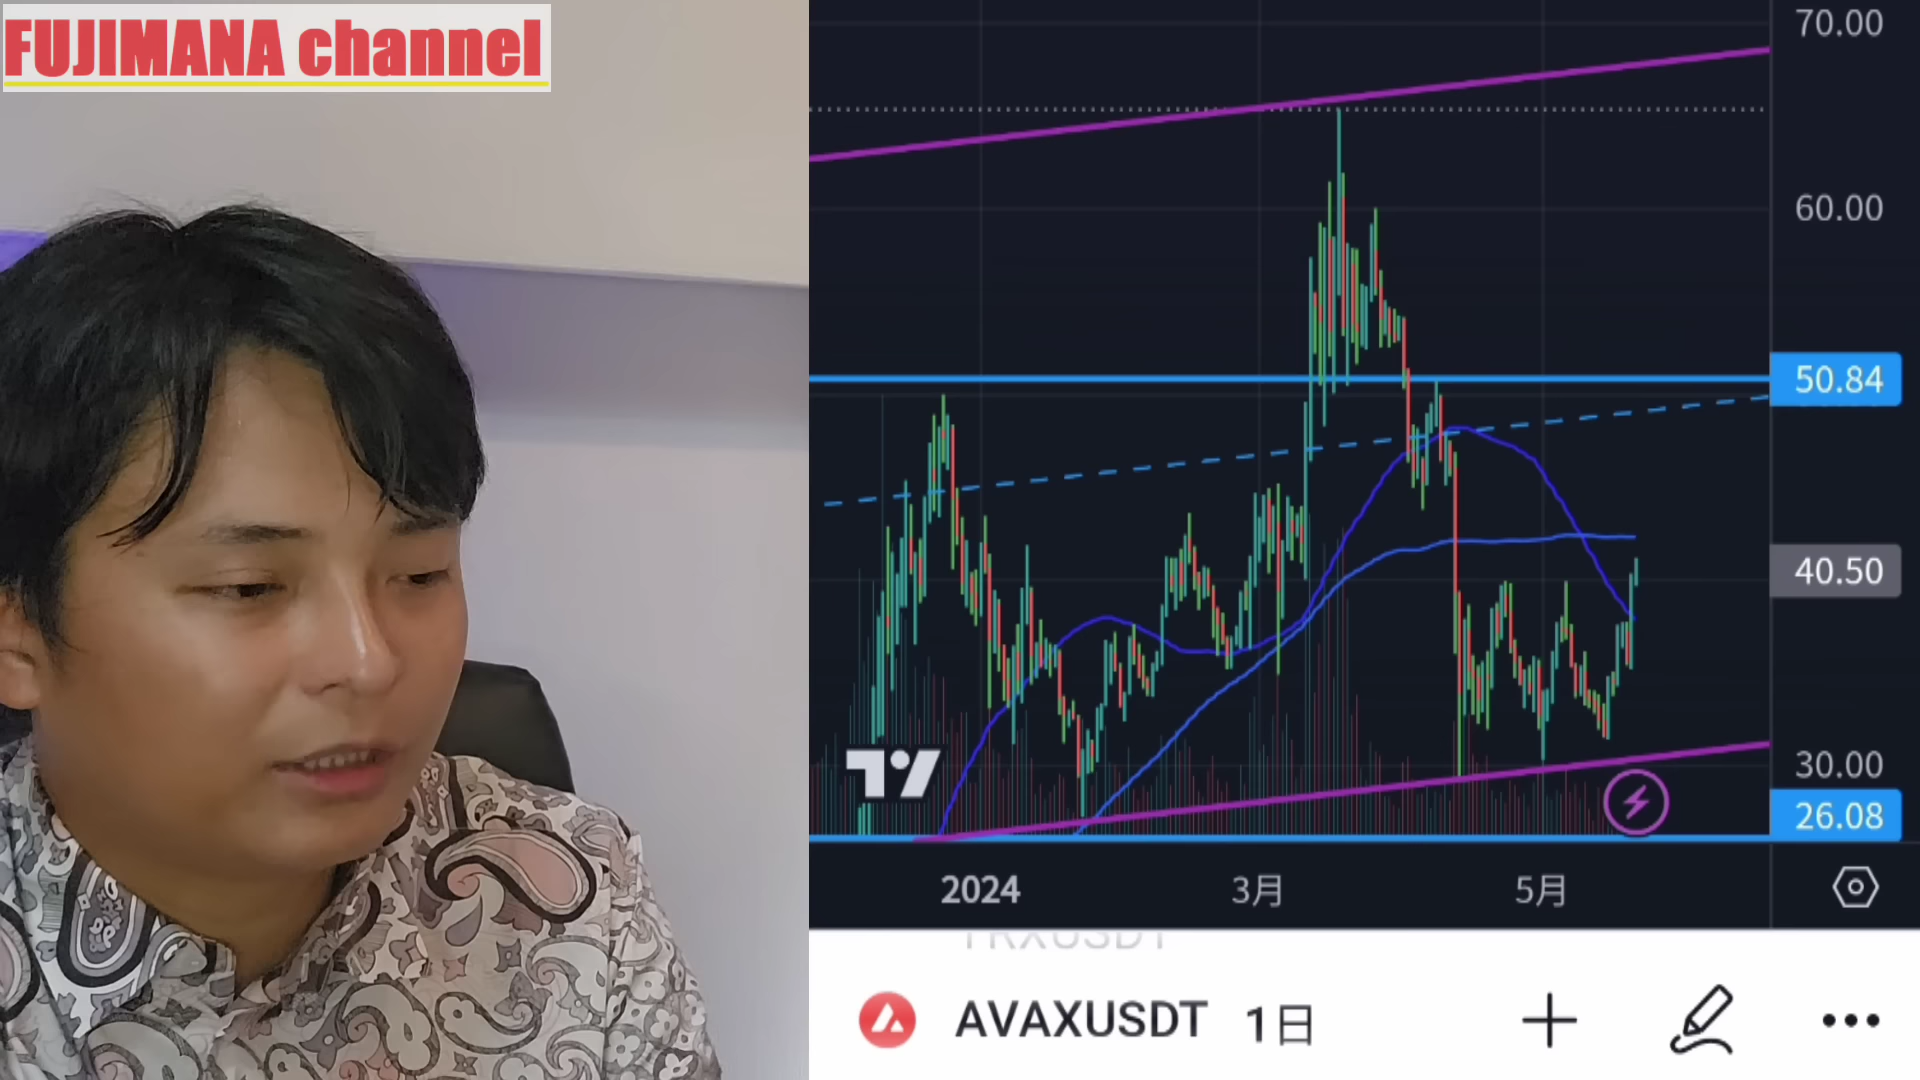 FUJIMANA channel
70.00
60.00
50.84
40.50
30.00
26.08
2024
3月
5月
TRXUSDT
AVAXUSDT 1日